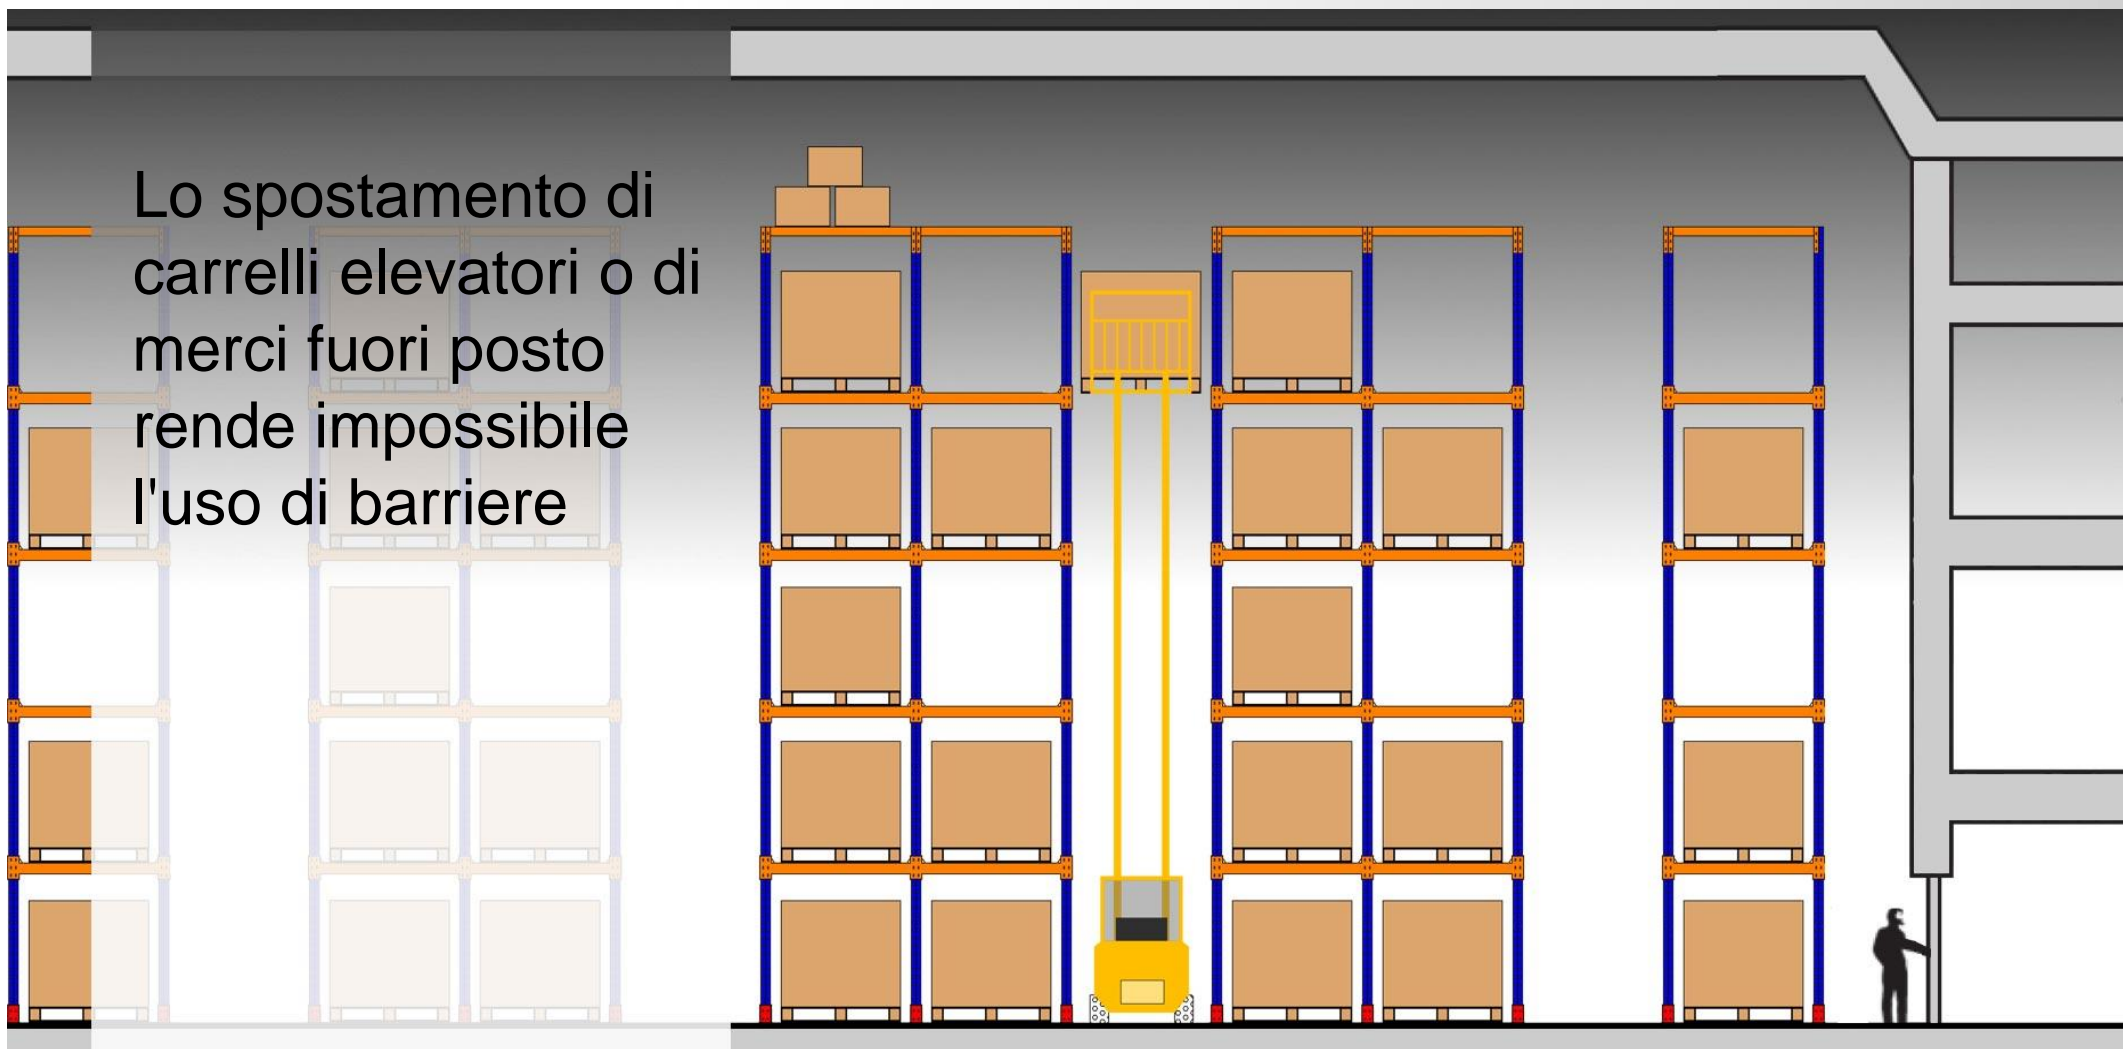 Lo spostamento di
carrelli elevatori o di
merci fuori posto
rende impossibile
l'uso di barriere